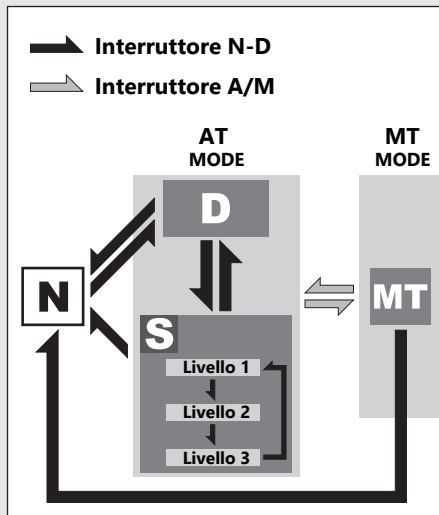 Interruttore N-D
Interruttore A/M
AT
MODE
MT
MODE
D
N
MT
S
Livello 1
Livello 2
Livello 3